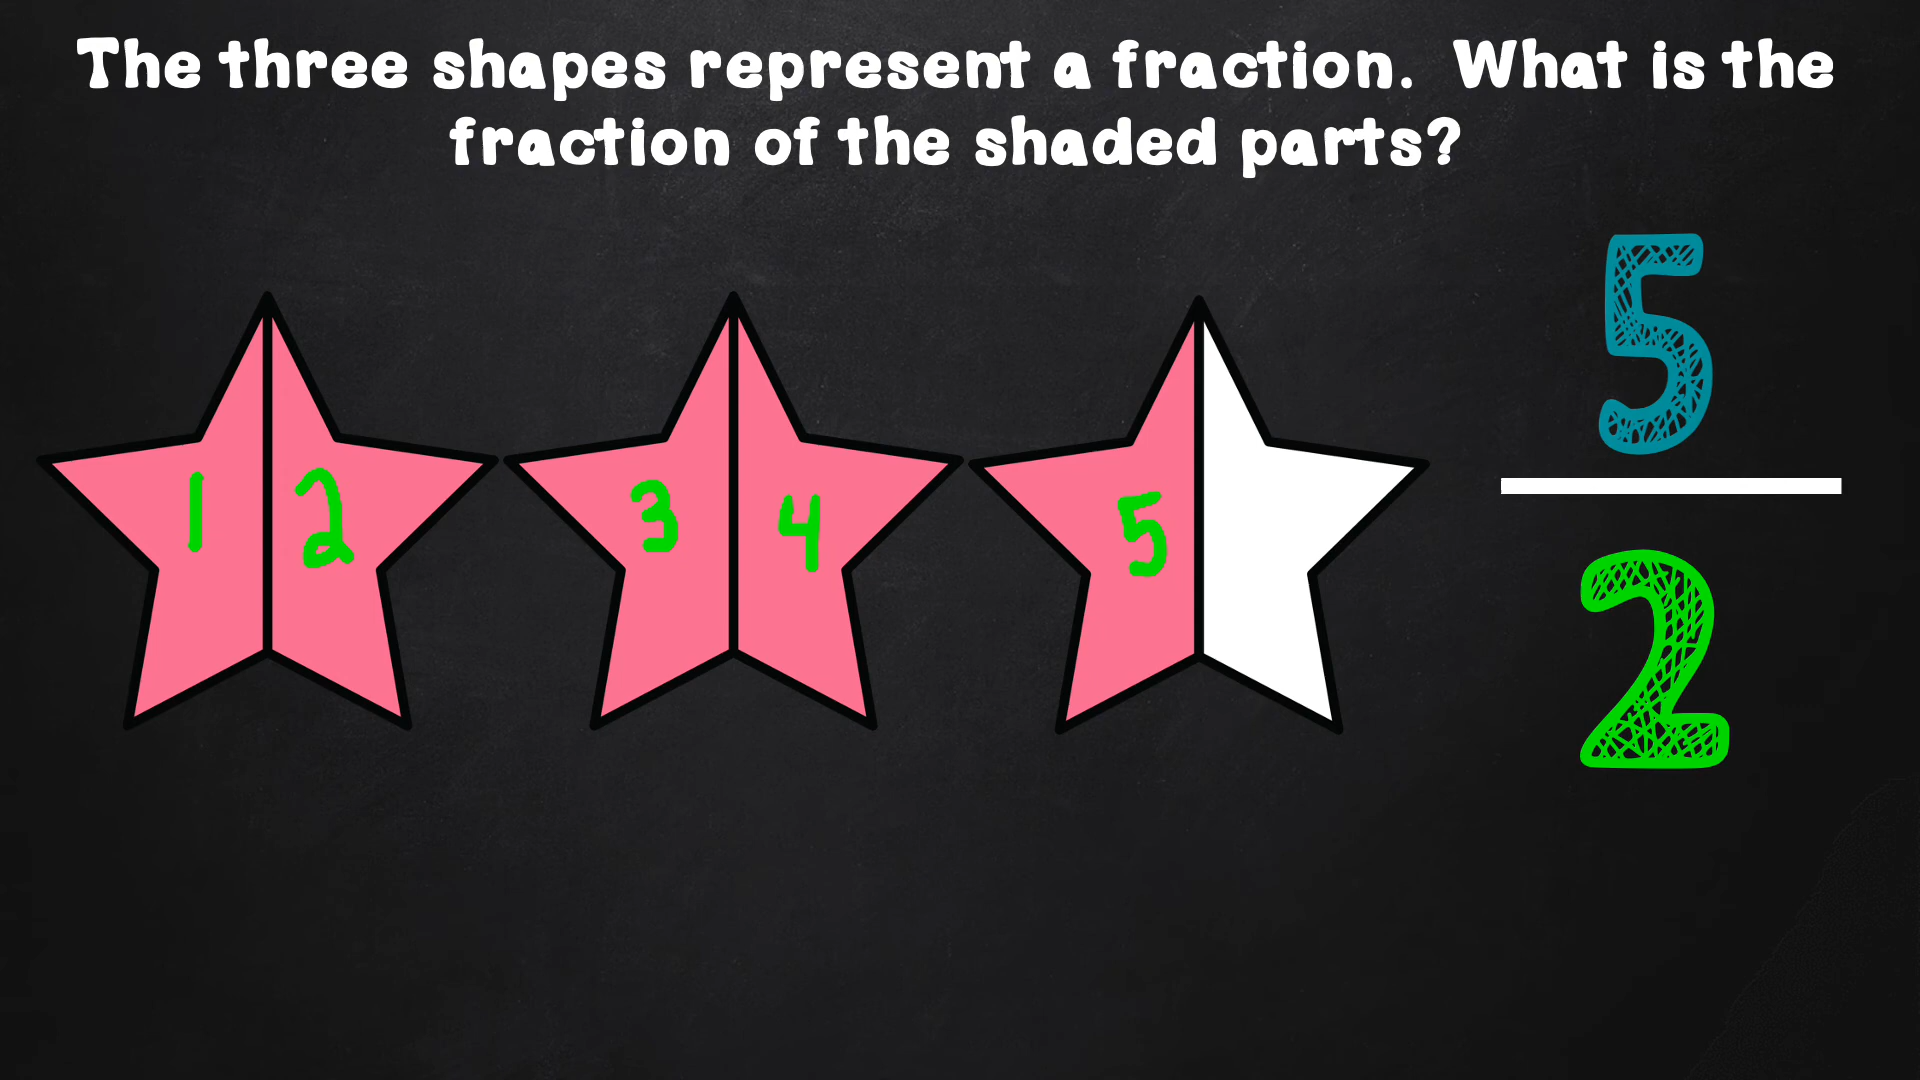 The three shapes represent a fraction. What is the
fraction of the shaded parts?
1 2 3 4 5
5
2